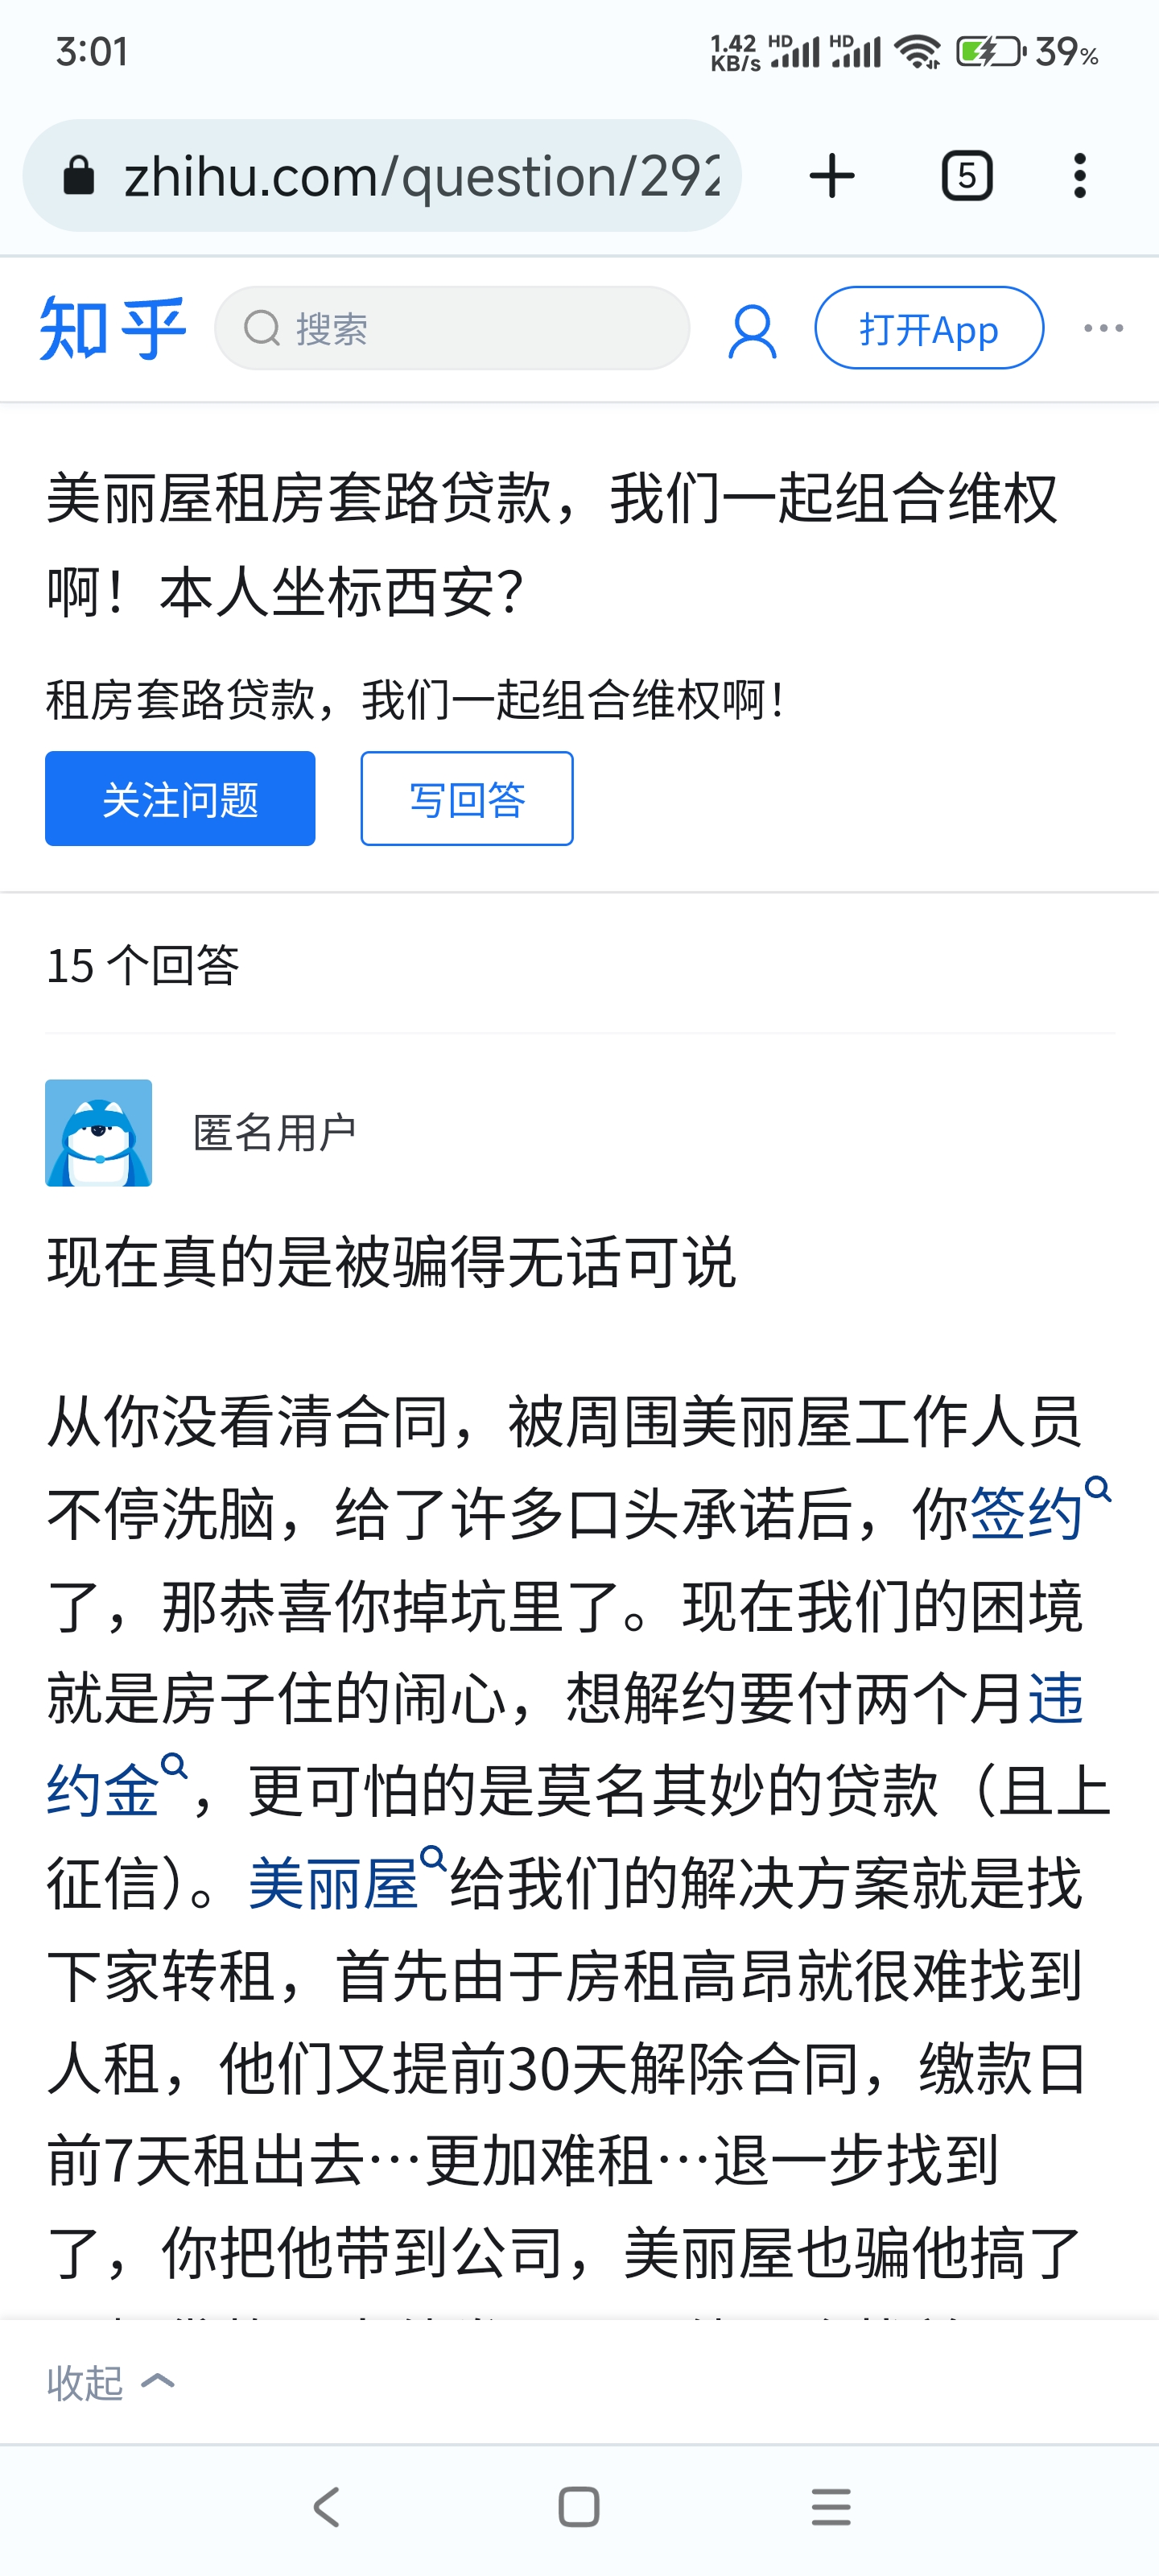 3:01
1.42 KB/s HD HD 39%
zhihu.com/question/292
5
知乎 搜索 打开App
美丽屋租房套路贷款，我们一起组合维权
啊！本人坐标西安？
租房套路贷款，我们一起组合维权啊！
关注问题 写回答
15 个回答
匿名用户
现在真的是被骗得无话可说
从你没看清合同，被周围美丽屋工作人员
不停洗脑，给了许多口头承诺后，你签约
了，那恭喜你掉坑里了。现在我们的困境
就是房子住的闹心，想解约要付两个月违
约金，更可怕的是莫名其妙的贷款（且上
征信）。美丽屋给我们的解决方案就是找
下家转租，首先由于房租高昂就很难找到
人租，他们又提前30天解除合同，缴款日
前7天租出去…更加难租…退一步找到
了，你把他带到公司，美丽屋也骗他搞了
收起